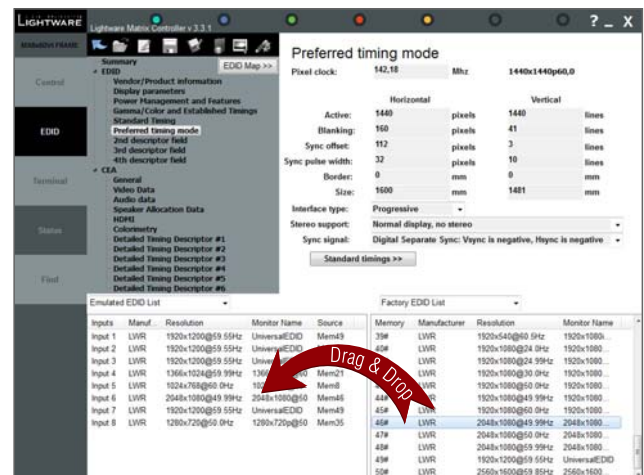 LIGHTWARE
Lightware Matrix Controller v 3.3.1
? _ X
Control
EDID
Terminal
Status
Find
EDID Map >>
Summary
EDID
Vendor/Product information
Display parameters
Power Management and Features
Gamma/Color and Established Timings
Standard Timing
Preferred timing mode
2nd descriptor field
3rd descriptor field
4th descriptor field
CEA
General
Video Data
Audio data
Speaker Allocation Data
HDMI
Colorimetry
Detailed Timing Descriptor #1
Detailed Timing Descriptor #2
Detailed Timing Descriptor #3
Detailed Timing Descriptor #4
Detailed Timing Descriptor #5
Detailed Timing Descriptor #6
Preferred timing mode
Pixel clock: 142,18 Mhz 1440x1440p60,0
Horizontal Vertical
Active: 1440 pixels 1440 lines
Blanking: 160 pixels 41 lines
Sync offset: 112 pixels 3 lines
Sync pulse width: 32 pixels 10 lines
Border: 0 mm 0 mm
Size: 1600 mm 1481 mm
Interface type: Progressive
Stereo support: Normal display, no stereo
Sync signal: Digital Separate Sync: Vsync is negative, Hsync is negative
Standard timings >>
Emulated EDID List
Inputs Manuf... Resolution Monitor Name Source
Input 1 LWR 1920x1200@59.55Hz UniversalEDID Mem49
Input 2 LWR 1920x1200@59.55Hz
Input 3 LWR 1920x1200@59.55Hz
Input 4 LWR 1366x1024@59.99Hz Mem21
Input 5 LWR 1024x768@60.0Hz Mem8
Input 6 LWR 2048x1080@49.99Hz 2048x1080@50 Mem46
Input 7 LWR 1920x1200@59.55Hz UniversalEDID Mem49
Input 8 LWR 1280x720@50.0Hz 1280x720p@50 Mem35
Drag & Drop
Factory EDID List
Memory Manufacturer Resolution Monitor Name
39# LWR 1920x540@60.5Hz 1920x1080i...
40# LWR 1920x1080@24.0Hz 1920x1080...
LWR 1920x1080@24.99Hz 1920x1080...
LWR 1920x1080@30.0Hz 1920x1080...
LWR 1920x1080@50.0Hz 1920x1080...
44# LWR 1920x1080@49.99Hz 1920x1080...
45# LWR 1920x1080@60.0Hz 1920x1080...
46# LWR 2048x1080@49.99Hz 2048x1080...
47# LWR 2048x1080@50.0Hz 2048x1080...
48# LWR 2048x1080@59.99Hz 2048x1080...
49# LWR 1920x1200@59.55Hz UniversalEDID
50# LWR 2560x1600@59.85Hz 2560x1600...